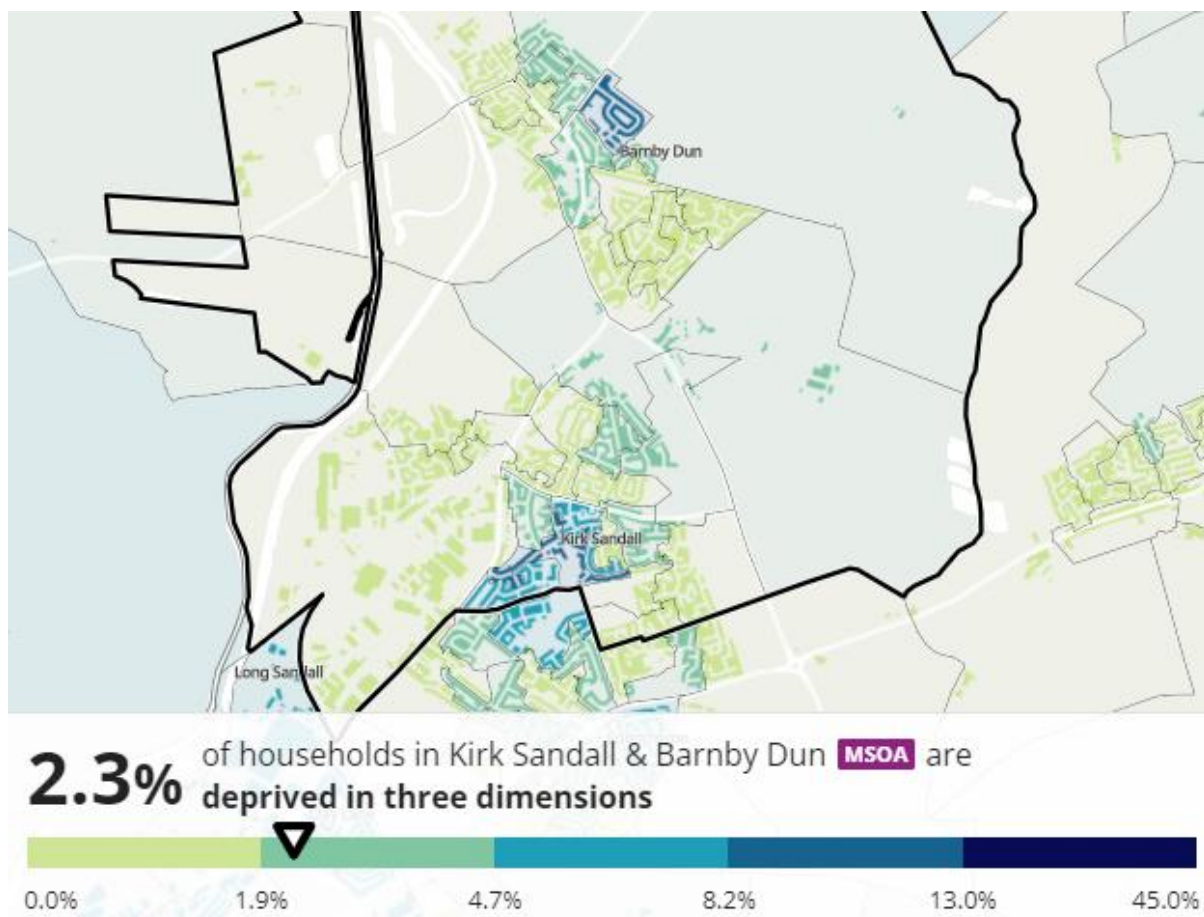 Barnby Dun
Kirk Sandall
Long Sandall
2.3% of households in Kirk Sandall & Barnby Dun MSOA are
deprived in three dimensions
0.0% 1.9% 4.7% 8.2% 13.0% 45.0%